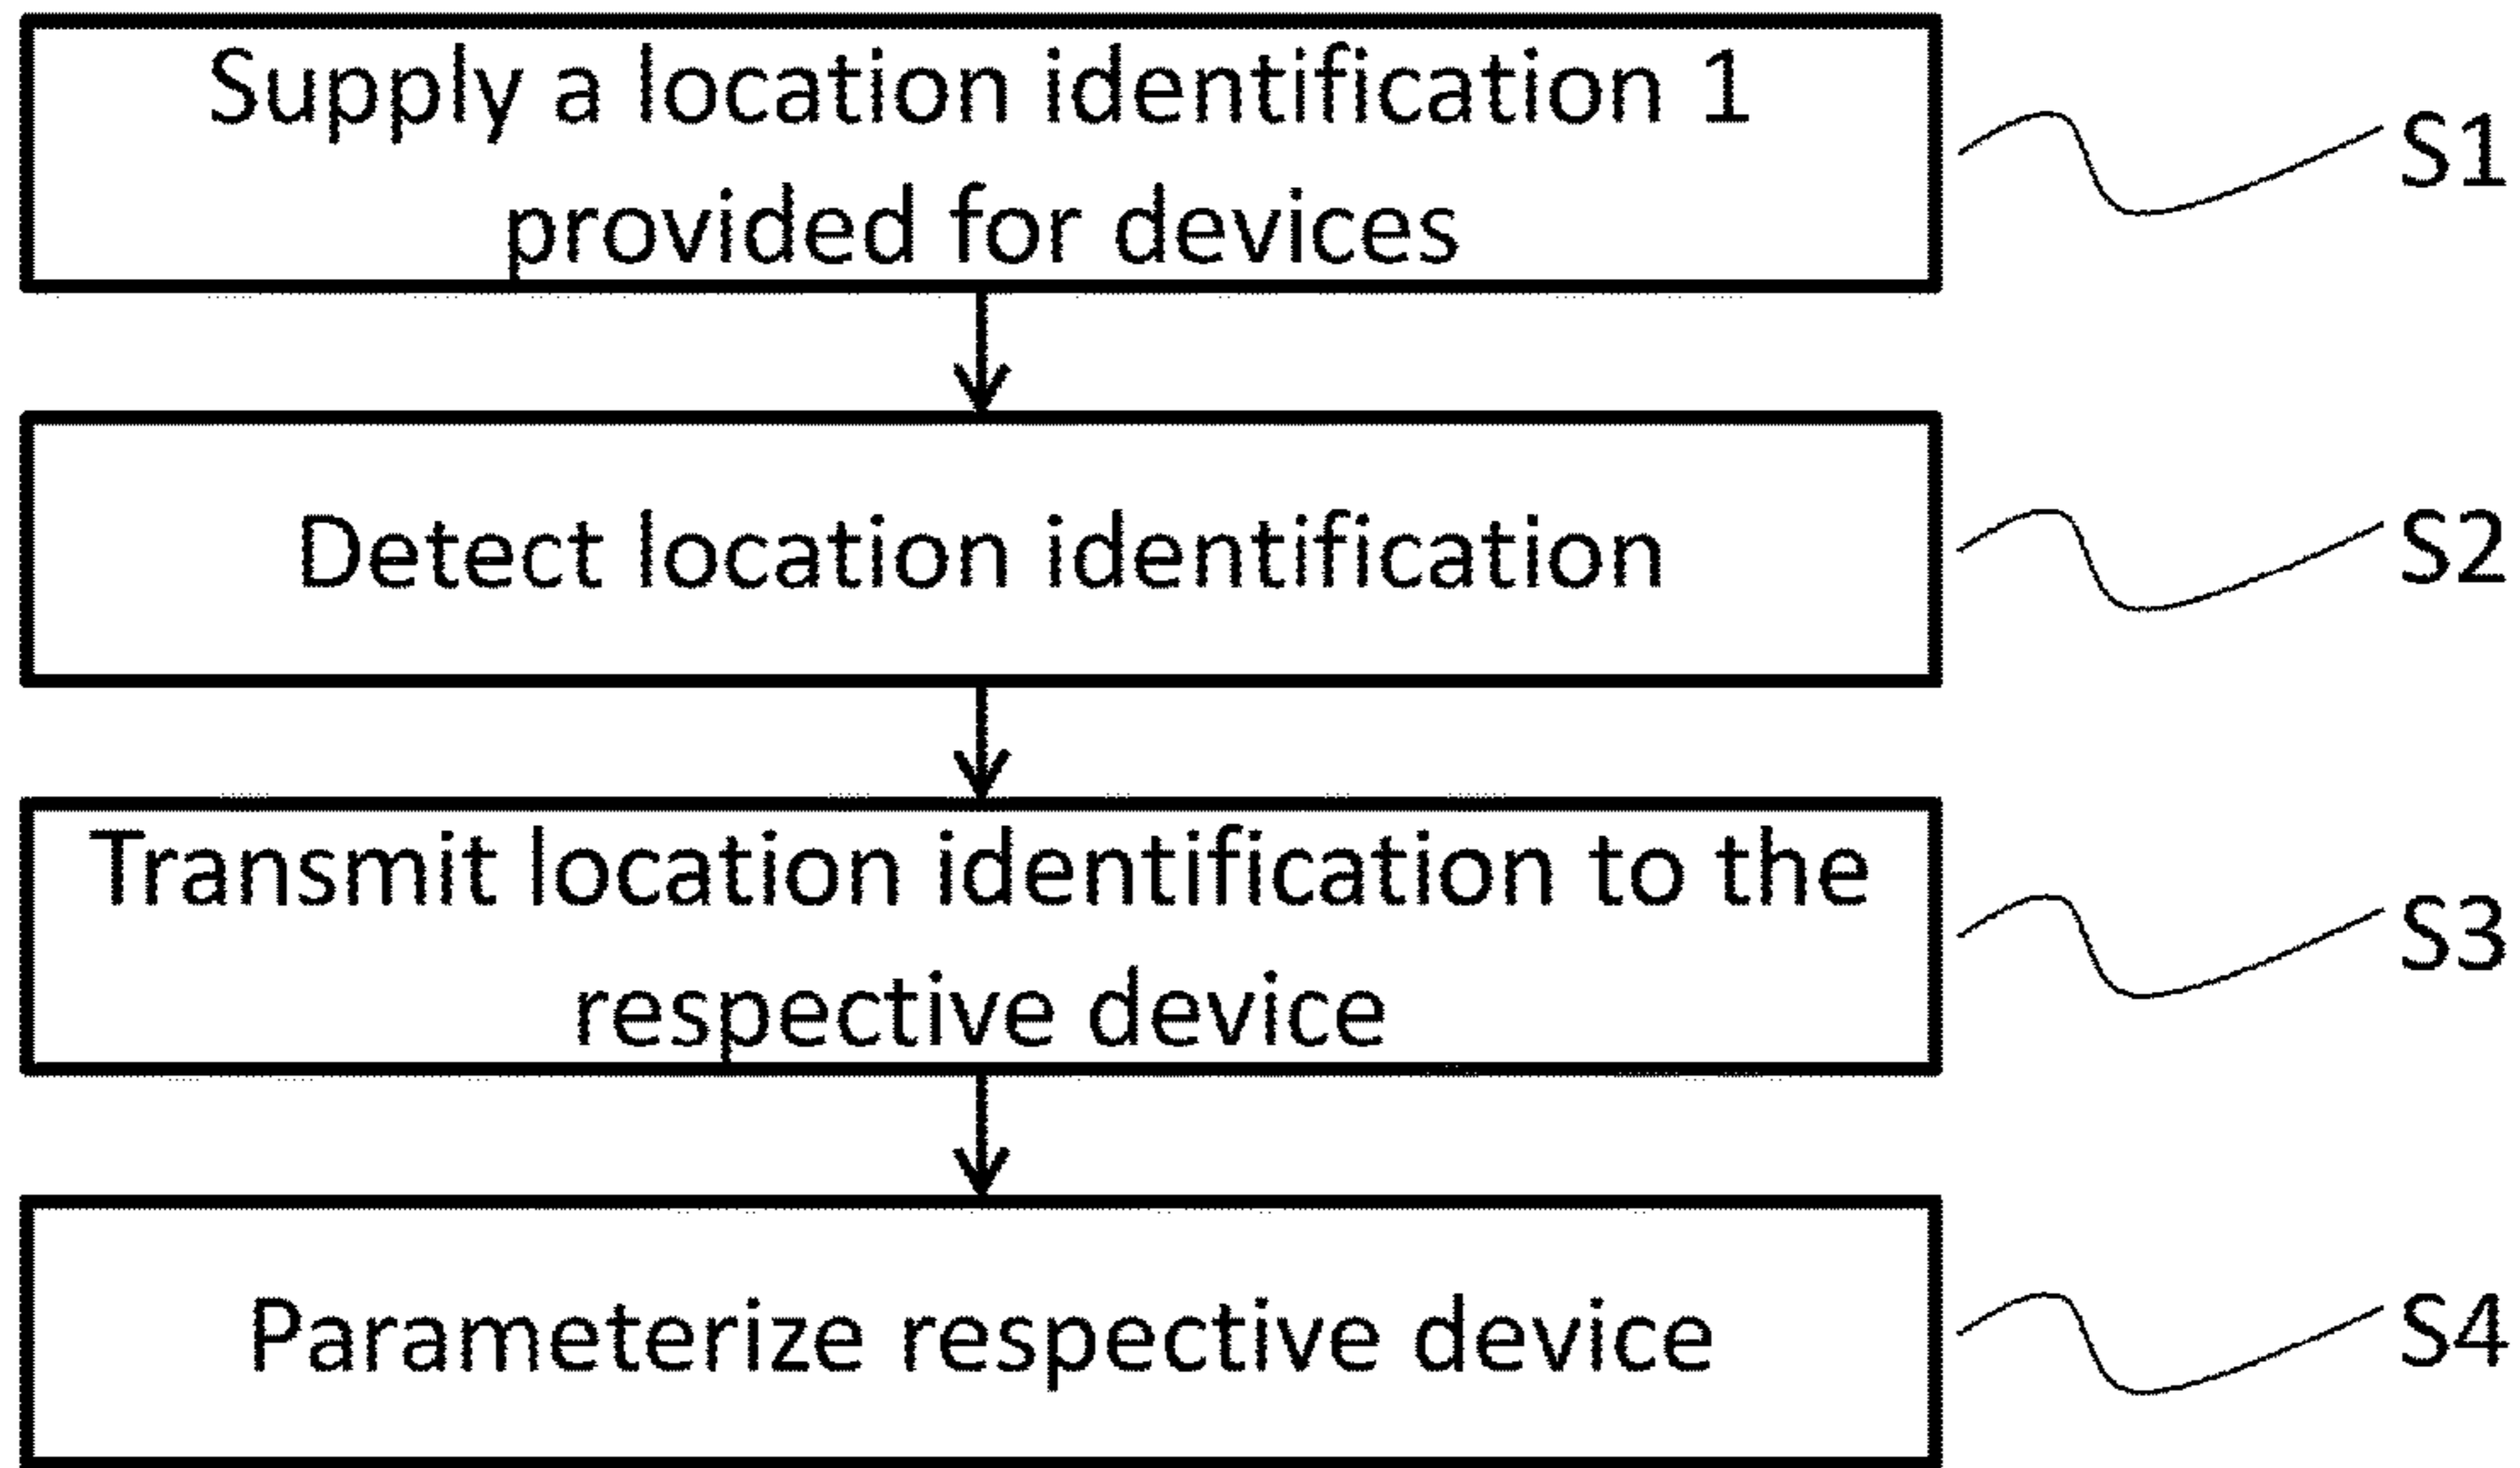 Supply a location identification 1
provided for devices
S1
Detect location identification
S2
Transmit location identification to the
respective device
S3
Parameterize respective device
S4